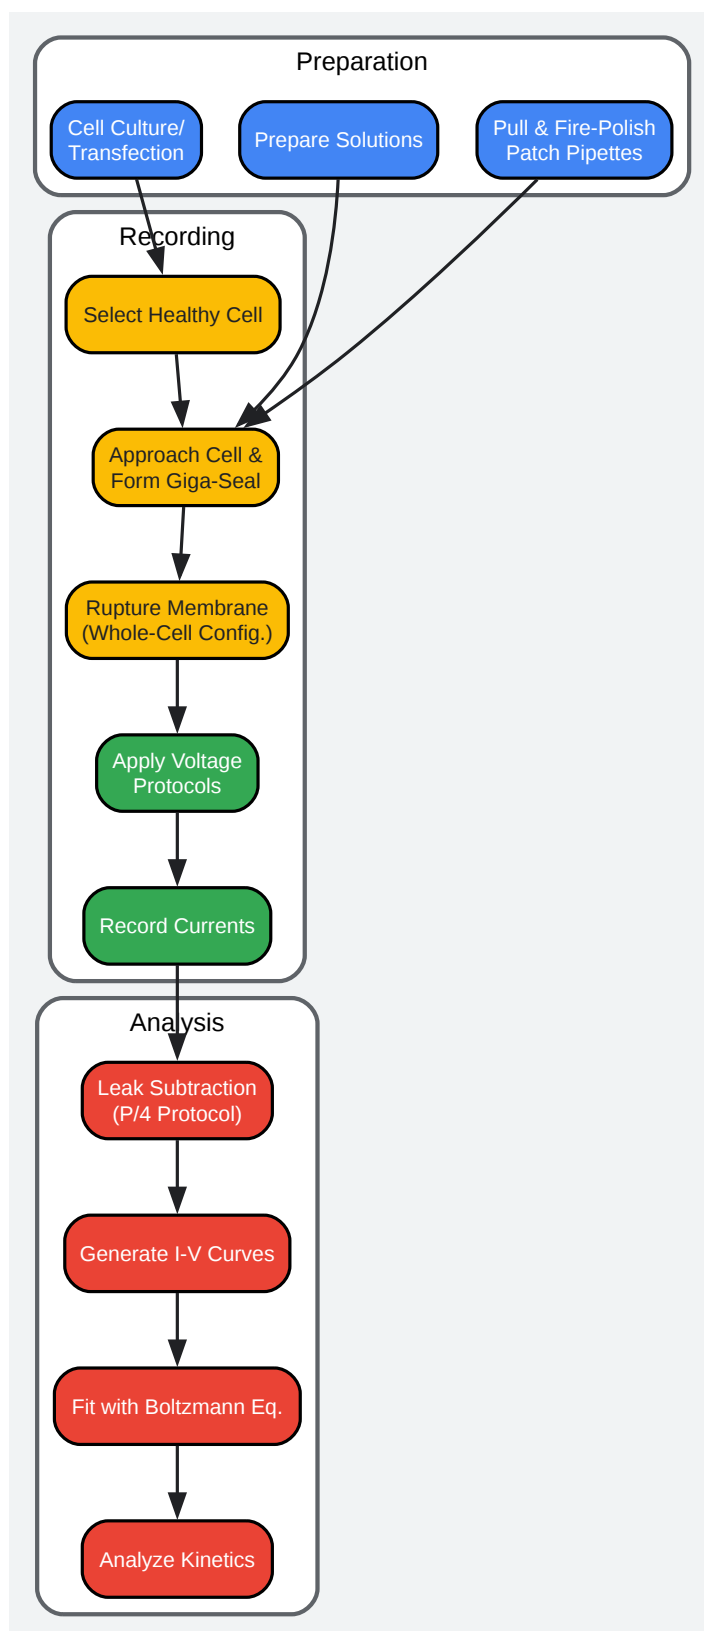 Preparation
Cell Culture/
Transfection
Prepare Solutions
Pull & Fire-Polish
Patch Pipettes
Recording
Select Healthy Cell
Approach Cell &
Form Giga-Seal
Rupture Membrane
(Whole-Cell Config.)
Apply Voltage
Protocols
Record Currents
Analysis
Leak Subtraction
(P/4 Protocol)
Generate I-V Curves
Fit with Boltzmann Eq.
Analyze Kinetics